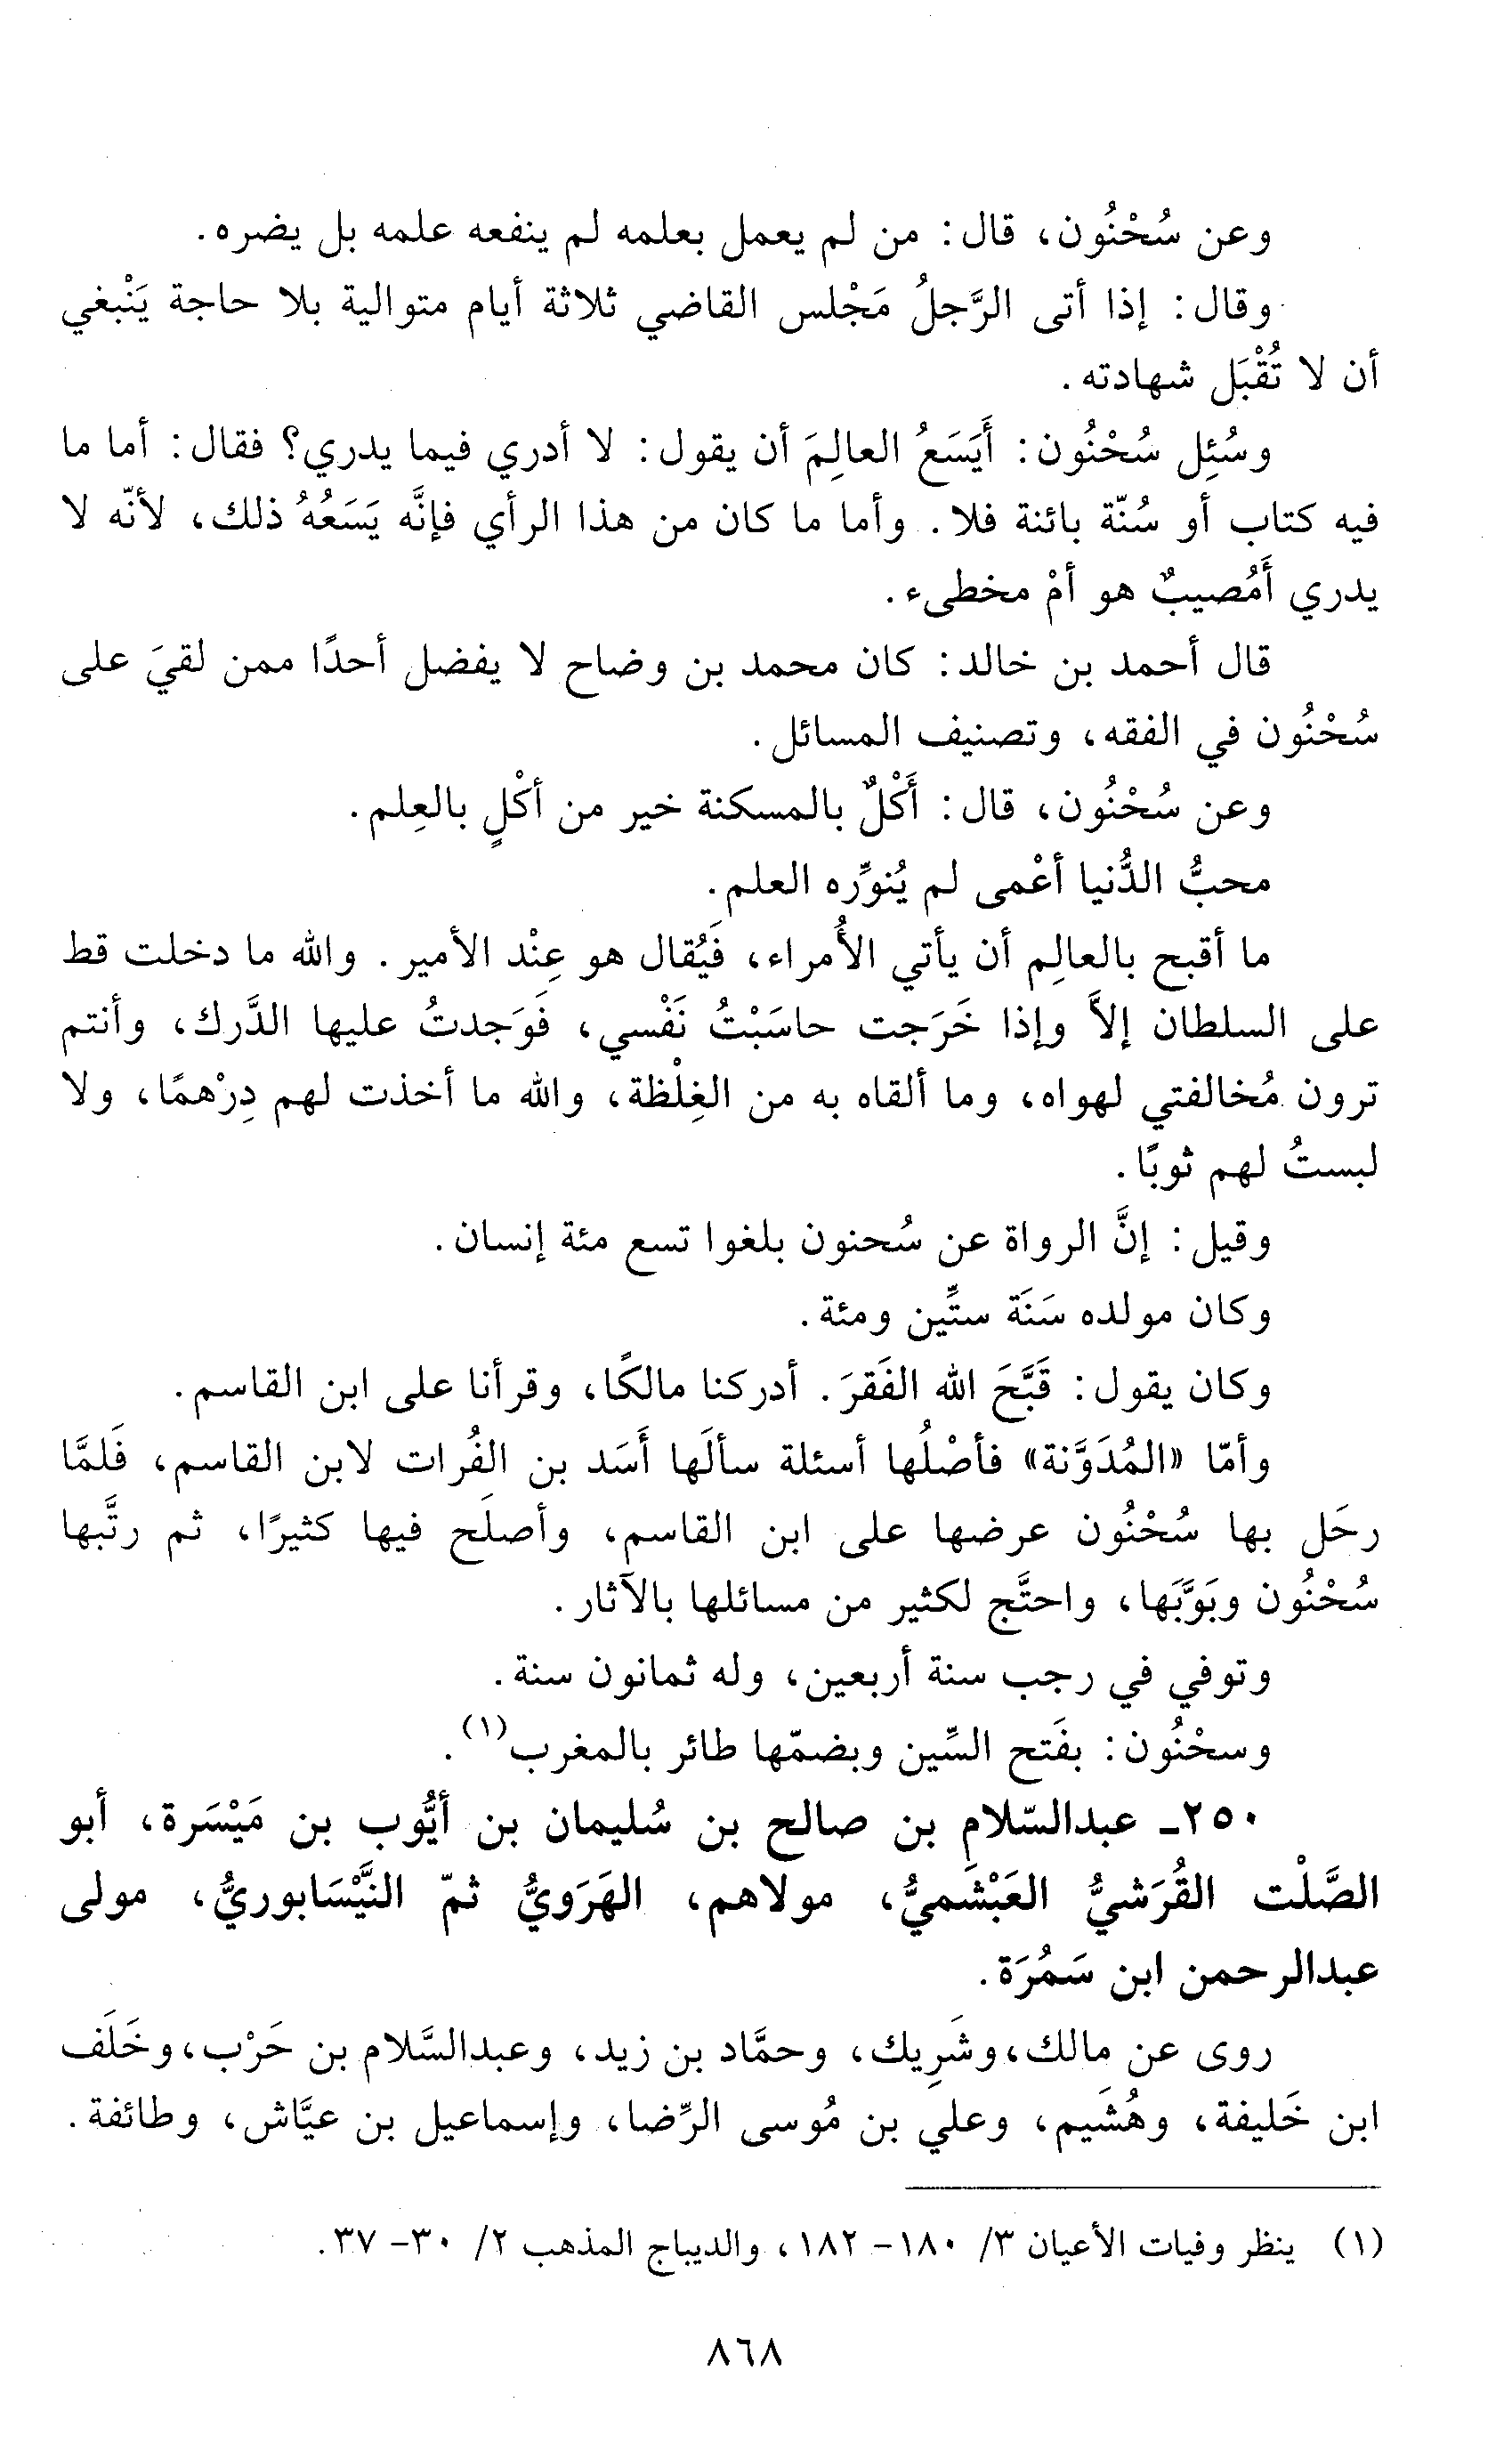 وعن سُحْنُون، قال: من لم يعمل بعلمه لم ينفعه علمه بل يضره.
وقال: إذا أتى الرَّجلُ مَجْلس القاضي ثلاثة أيام متوالية بلا حاجة يَنْبغي
أن لا تُقْبَل شهادته.
وسُئِل سُحْنُون: أَيَسَعُ العالِمَ أن يقول: لا أدري فيما يدري؟ فقال: أما ما
فيه كتاب أو سُنّة بائنة فلا. وأما ما كان من هذا الرأي فإنَّه يَسَعُهُ ذلك، لأنّه لا
يدري أَمُصيبٌ هو أمْ مخطىء.
قال أحمد بن خالد: كان محمد بن وضاح لا يفضل أحدًا ممن لقيَ على
سُحْنُون في الفقه، وتصنيف المسائل.
وعن سُحْنُون، قال: أَكْلٌ بالمسكنة خير من أكْلٍ بالعِلم.
محبُّ الدُّنيا أعْمى لم يُنوِّره العلم.
ما أقبح بالعالِم أن يأتي الأُمراء، فَيُقال هو عِنْد الأمير. والله ما دخلت قط
على السلطان إلاَّ وإذا خَرَجت حاسَبْتُ نَفْسي، فَوَجدتُ عليها الدَّرك، وأنتم
ترون مُخالفتي لهواه، وما ألقاه به من الغِلْظة، والله ما أخذت لهم دِرْهمًا، ولا
لبستُ لهم ثوبًا.
وقيل: إنَّ الرواة عن سُحنون بلغوا تسع مئة إنسان.
وكان مولده سَنَة ستِّين ومئة.
وكان يقول: قَبَّحَ الله الفَقرَ. أدركنا مالكًا، وقرأنا على ابن القاسم.
وأمّا «المُدَوَّنة» فأصْلُها أسئلة سألَها أَسَد بن الفُرات لابن القاسم، فَلمَّا
رحَل بها سُحْنُون عرضها على ابن القاسم، وأصلَح فيها كثيرًا، ثم رتَّبها
سُحْنُون وبَوَّبَها، واحتَّج لكثير من مسائلها بالآثار.
وتوفي في رجب سنة أربعين، وله ثمانون سنة.
وسحْنُون: بفَتح السِّين وبضمّها طائر بالمغرب(١).
٢٥٠- عبدالسّلام بن صالح بن سُليمان بن أيُّوب بن مَيْسَرة، أبو
الصَّلْت القُرَشيُّ العَبْشَميُّ، مولاهم، الهَرَويُّ ثمّ النَّيْسَابوريُّ، مولى
عبدالرحمن ابن سَمُرَة.
روى عن مالك، وشَرِيك، وحمَّاد بن زيد، وعبدالسَّلام بن حَرْب، وخَلَف
ابن خَليفة، وهُشَيم، وعلي بن مُوسى الرِّضا، وإسماعيل بن عيَّاش، وطائفة.
(١) ينظر وفيات الأعيان ٣/ ١٨٠- ١٨٢، والديباج المذهب ٢/ ٣٠- ٣٧.
٨٦٨